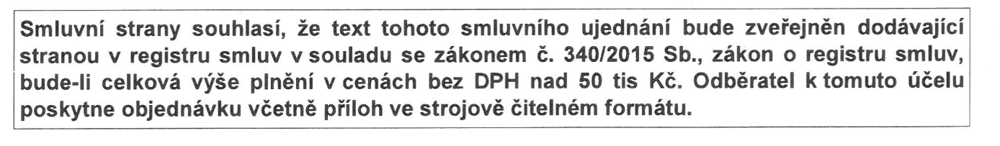 Smluvní strany souhlasí, že text tohoto smluvního ujednání bude zveřejněn dodávající
stranou v registru smluv v souladu se zákonem č. 340/2015 Sb., zákon o registru smluv,
bude-li celková výše plnění v cenách bez DPH nad 50 tis Kč. Odběratel k tomuto účelu
poskytne objednávku včetně příloh ve strojově čitelném formátu.